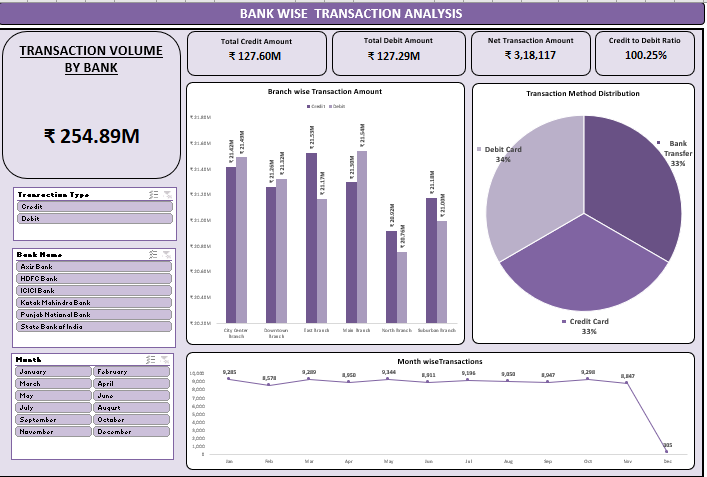 BANK WISE TRANSACTION ANALYSIS
TRANSACTION VOLUME
BY BANK
₹ 254.89M
Total Credit Amount
₹ 127.60M
Total Debit Amount
₹ 127.29M
Net Transaction Amount
₹ 3,18,117
Credit to Debit Ratio
100.25%
Transaction Type
Credit
Debit
Bank Name
Axis Bank
HDFC Bank
ICICI Bank
Kotak Mahindra Bank
Punjab National Bank
State Bank of India
Month
January
February
March
April
May
June
July
August
September
October
November
December
Branch wise Transaction Amount
Credit
Debit
₹ 21.80M
₹ 21.60M
₹ 21.40M
₹ 21.20M
₹ 21.00M
₹ 20.80M
₹ 20.60M
₹ 20.40M
₹ 20.20M
₹ 21.42M
₹ 21.49M
₹ 21.26M
₹ 21.32M
₹ 21.53M
₹ 21.17M
₹ 21.30M
₹ 21.54M
₹ 20.92M
₹ 20.76M
₹ 21.18M
₹ 21.00M
City Center
Branch
Downtown
Branch
East Branch
Main Branch
North Branch
Suburban Branch
Transaction Method Distribution
Debit Card
34%
Bank
Transfer
33%
Credit Card
33%
Month wise Transactions
10,000
9,000
8,000
7,000
6,000
5,000
4,000
3,000
2,000
1,000
0
9,285
8,578
9,289
8,950
9,344
8,911
9,196
9,050
8,947
9,298
8,847
305
Jan
Feb
Mar
Apr
May
Jun
Jul
Aug
Sep
Oct
Nov
Dec